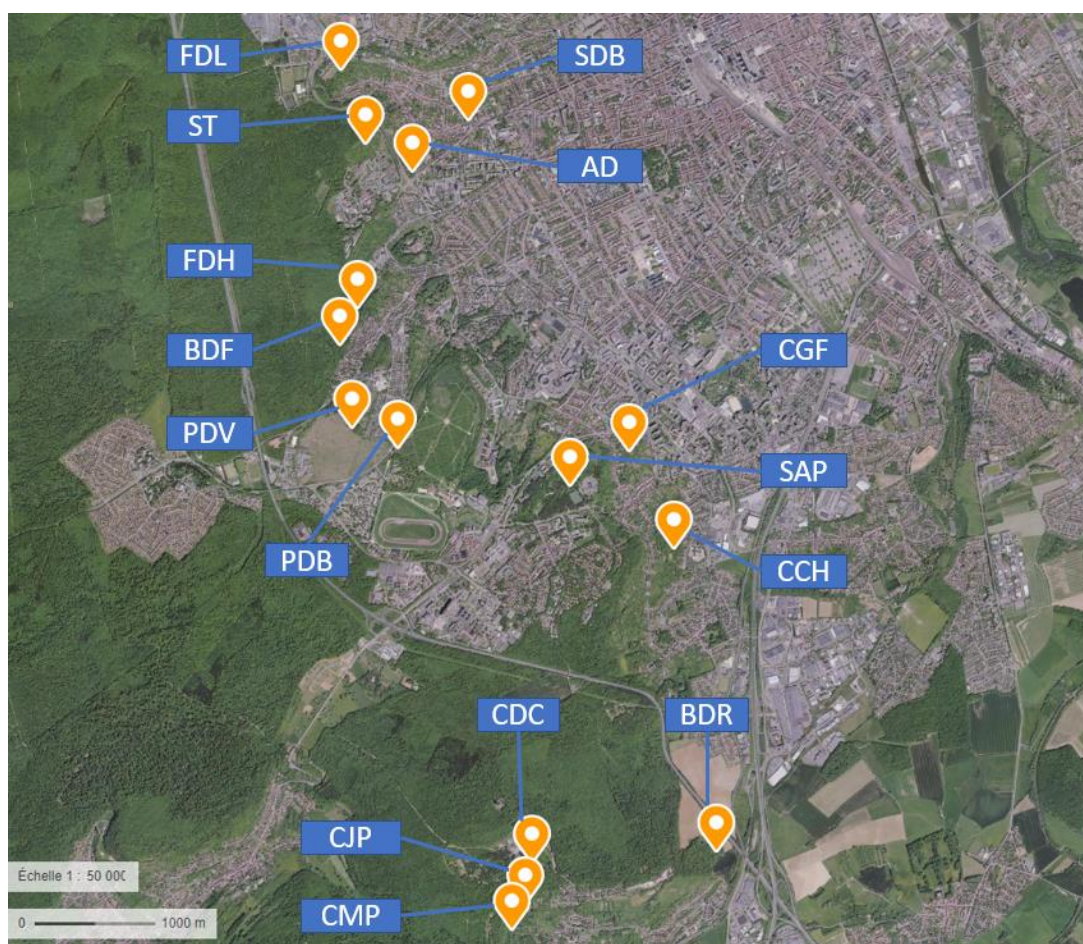 FDL
SDB
ST
AD
FDH
BDF
CGF
PDV
SAP
PDB
CCH
CDC
BDR
CJP
Échelle 1 : 50 000
CMP
0 1000 m